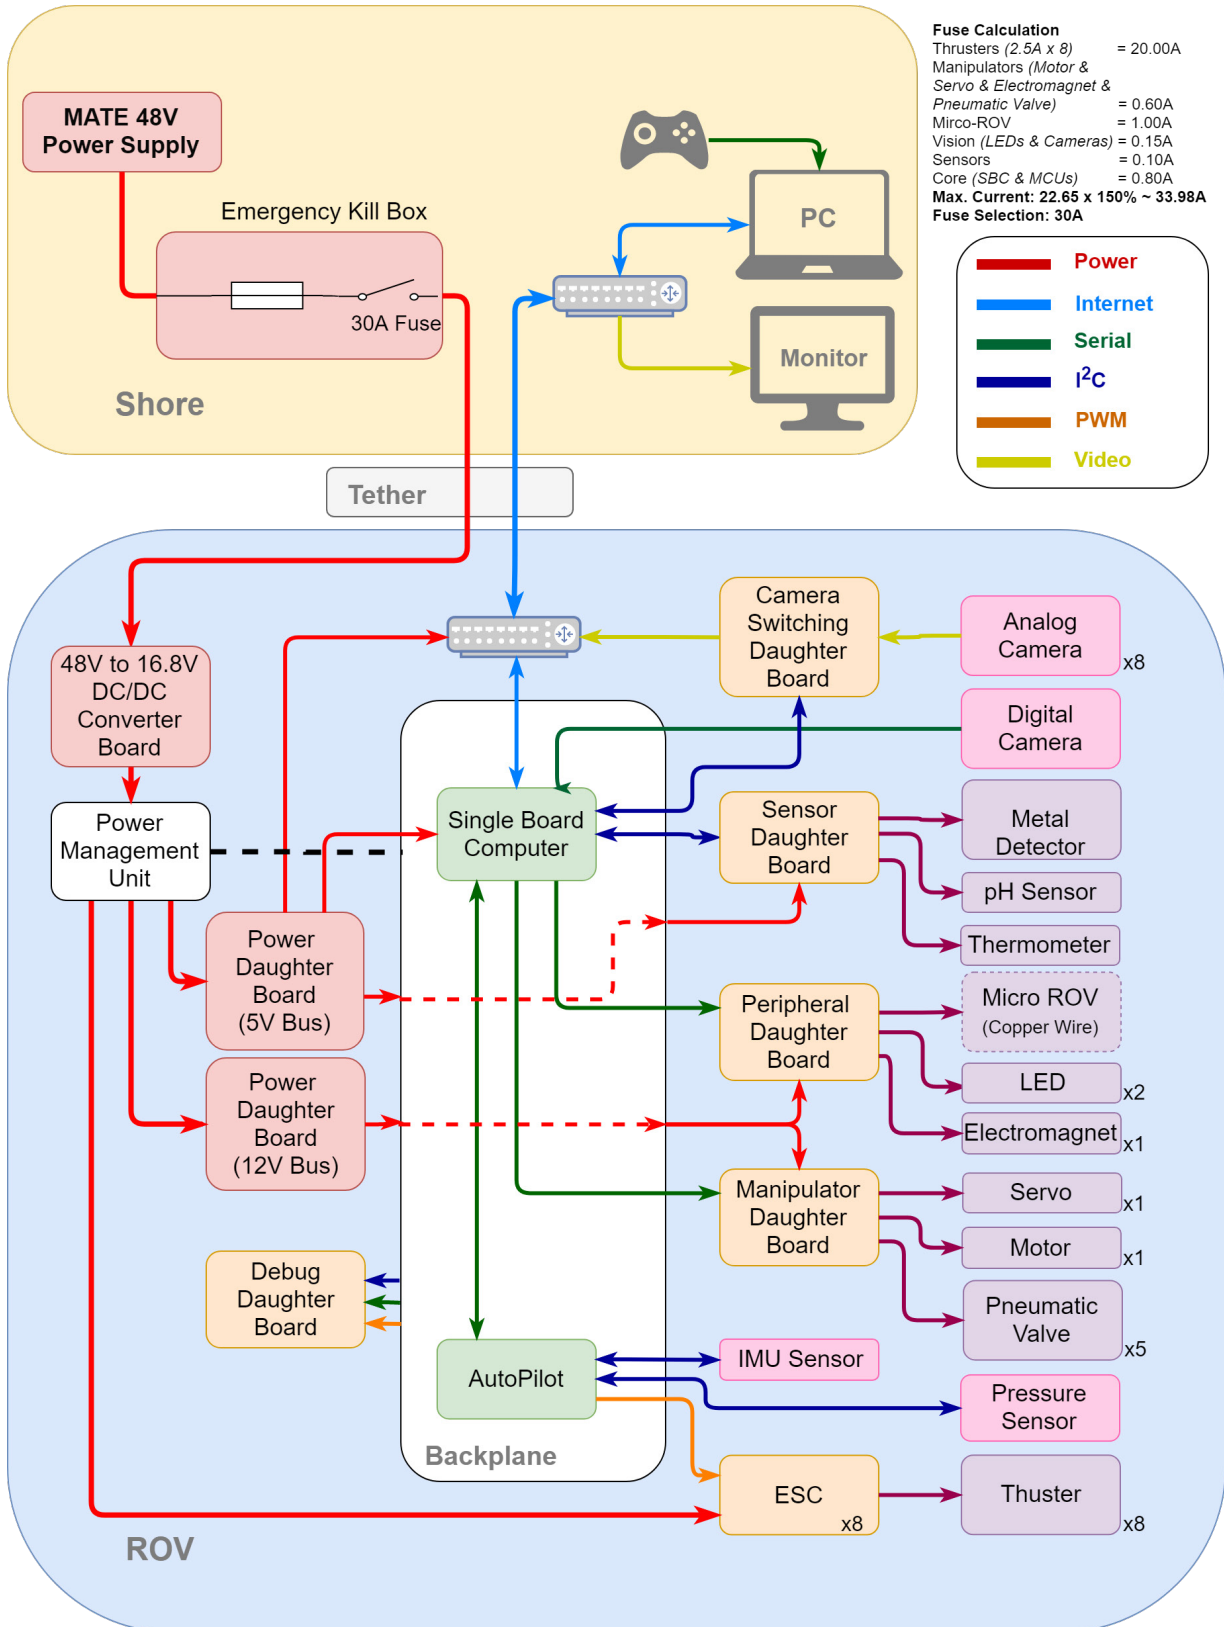 Fuse Calculation
Thrusters (2.5A x 8) = 20.00A
Manipulators (Motor &
Servo & Electromagnet &
Pneumatic Valve) = 0.60A
Mirco-ROV = 1.00A
Vision (LEDs & Cameras) = 0.15A
Sensors = 0.10A
Core (SBC & MCUs) = 0.80A
Max. Current: 22.65 x 150% ~ 33.98A
Fuse Selection: 30A
MATE 48V
Power Supply
Emergency Kill Box
30A Fuse
Shore
PC
Monitor
Power
Internet
Serial
I²C
PWM
Video
Tether
48V to 16.8V
DC/DC
Converter
Board
Power
Management
Unit
Power
Daughter
Board
(5V Bus)
Power
Daughter
Board
(12V Bus)
Debug
Daughter
Board
Single Board
Computer
AutoPilot
Backplane
Camera
Switching
Daughter
Board
Analog
Camera
x8
Digital
Camera
Sensor
Daughter
Board
Metal
Detector
pH Sensor
Thermometer
Peripheral
Daughter
Board
Micro ROV
(Copper Wire)
LED
x2
Electromagnet
x1
Manipulator
Daughter
Board
Servo
x1
Motor
x1
Pneumatic
Valve
x5
IMU Sensor
Pressure
Sensor
ESC
x8
Thuster
x8
ROV